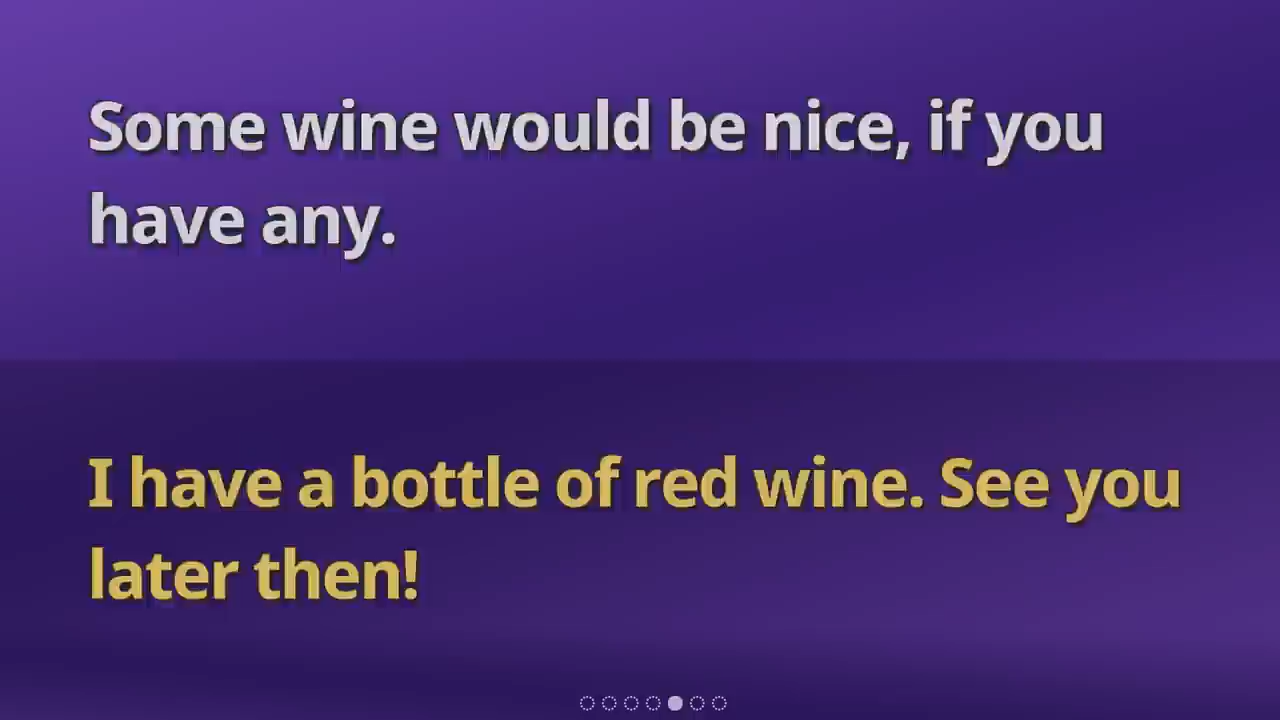 Some wine would be nice, if you
have any.
I have a bottle of red wine. See you
later then!